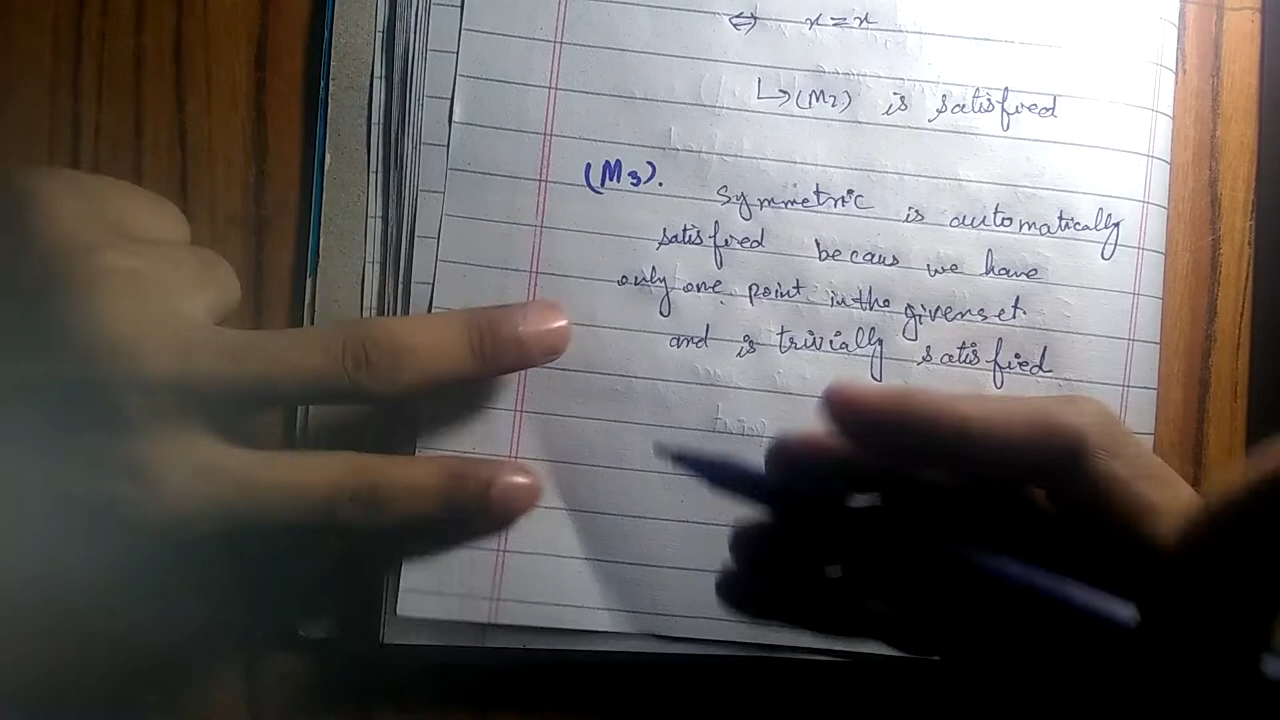 ⇔ x = x
↳ (M2) is satisfied
(M3). Symmetric is automatically
satisfied becaus we have
only one point in the given set
and is trivially satisfied